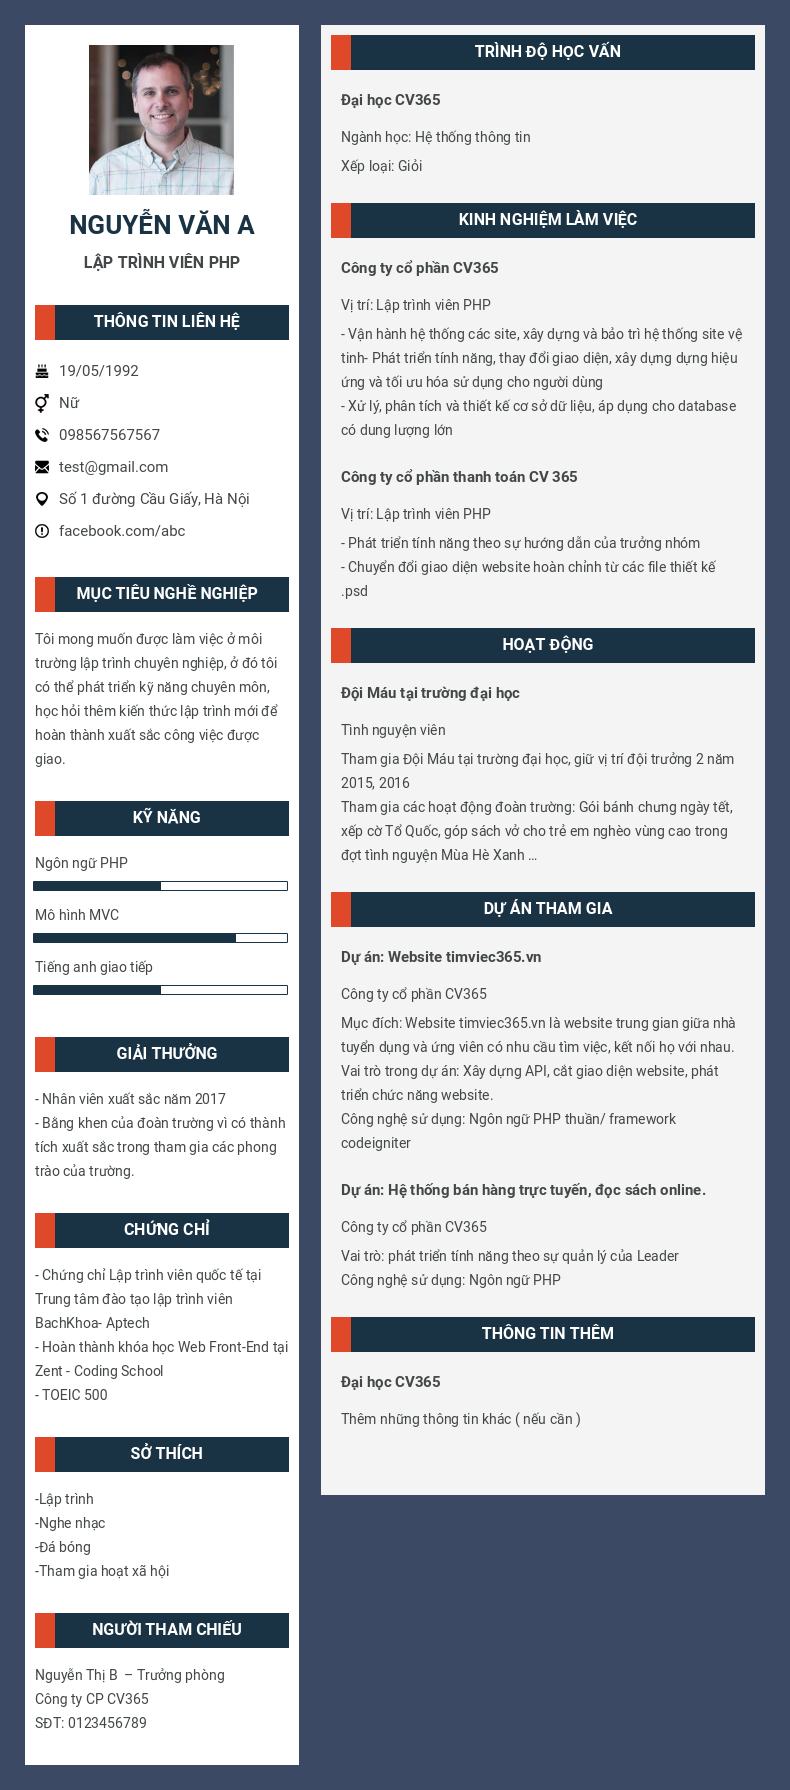 NGUYỄN VĂN A
LẬP TRÌNH VIÊN PHP
THÔNG TIN LIÊN HỆ
19/05/1992
Nữ
098567567567
test@gmail.com
Số 1 đường Cầu Giấy, Hà Nội
facebook.com/abc
MỤC TIÊU NGHỀ NGHIỆP
Tôi mong muốn được làm việc ở môi
trường lập trình chuyên nghiệp, ở đó tôi
có thể phát triển kỹ năng chuyên môn,
học hỏi thêm kiến thức lập trình mới để
hoàn thành xuất sắc công việc được
giao.
KỸ NĂNG
Ngôn ngữ PHP
Mô hình MVC
Tiếng anh giao tiếp
GIẢI THƯỞNG
- Nhân viên xuất sắc năm 2017
- Bằng khen của đoàn trường vì có thành
tích xuất sắc trong tham gia các phong
trào của trường.
CHỨNG CHỈ
- Chứng chỉ Lập trình viên quốc tế tại
Trung tâm đào tạo lập trình viên
BachKhoa- Aptech
- Hoàn thành khóa học Web Front-End tại
Zent - Coding School
- TOEIC 500
SỞ THÍCH
-Lập trình
-Nghe nhạc
-Đá bóng
-Tham gia hoạt xã hội
NGƯỜI THAM CHIẾU
Nguyễn Thị B – Trưởng phòng
Công ty CP CV365
SĐT: 0123456789
TRÌNH ĐỘ HỌC VẤN
Đại học CV365
Ngành học: Hệ thống thông tin
Xếp loại: Giỏi
KINH NGHIỆM LÀM VIỆC
Công ty cổ phần CV365
Vị trí: Lập trình viên PHP
- Vận hành hệ thống các site, xây dựng và bảo trì hệ thống site vệ
tinh- Phát triển tính năng, thay đổi giao diện, xây dựng dựng hiệu
ứng và tối ưu hóa sử dụng cho người dùng
- Xử lý, phân tích và thiết kế cơ sở dữ liệu, áp dụng cho database
có dung lượng lớn
Công ty cổ phần thanh toán CV 365
Vị trí: Lập trình viên PHP
- Phát triển tính năng theo sự hướng dẫn của trưởng nhóm
- Chuyển đổi giao diện website hoàn chỉnh từ các file thiết kế
.psd
HOẠT ĐỘNG
Đội Máu tại trường đại học
Tình nguyện viên
Tham gia Đội Máu tại trường đại học, giữ vị trí đội trưởng 2 năm
2015, 2016
Tham gia các hoạt động đoàn trường: Gói bánh chưng ngày tết,
xếp cờ Tổ Quốc, góp sách vở cho trẻ em nghèo vùng cao trong
đợt tình nguyện Mùa Hè Xanh ...
DỰ ÁN THAM GIA
Dự án: Website timviec365.vn
Công ty cổ phần CV365
Mục đích: Website timviec365.vn là website trung gian giữa nhà
tuyển dụng và ứng viên có nhu cầu tìm việc, kết nối họ với nhau.
Vai trò trong dự án: Xây dựng API, cắt giao diện website, phát
triển chức năng website.
Công nghệ sử dụng: Ngôn ngữ PHP thuần/ framework
codeigniter
Dự án: Hệ thống bán hàng trực tuyến, đọc sách online.
Công ty cổ phần CV365
Vai trò: phát triển tính năng theo sự quản lý của Leader
Công nghệ sử dụng: Ngôn ngữ PHP
THÔNG TIN THÊM
Đại học CV365
Thêm những thông tin khác ( nếu cần )